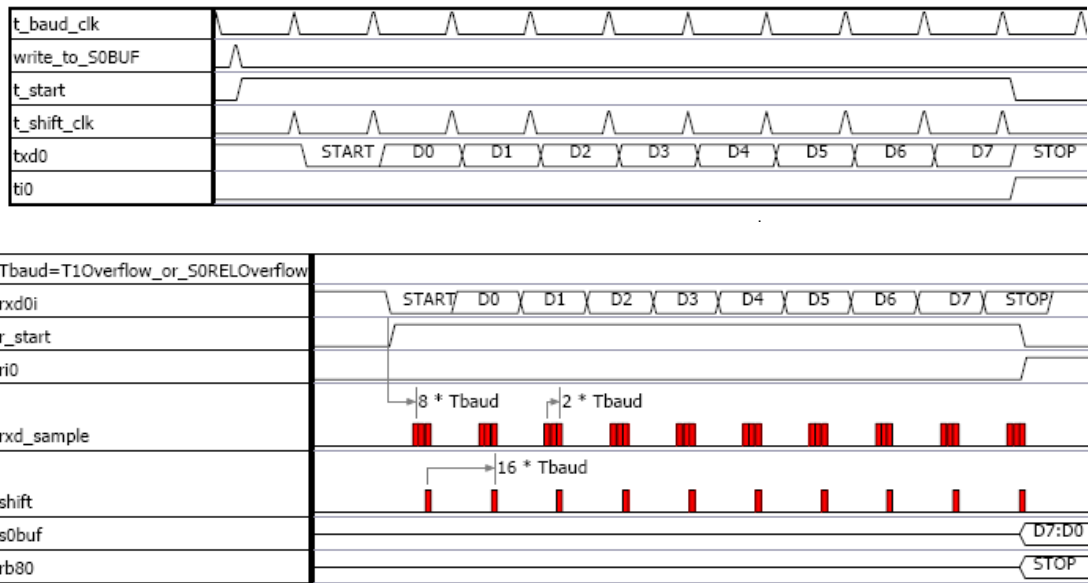 t_baud_clk
write_to_S0BUF
t_start
t_shift_clk
txd0 START D0 D1 D2 D3 D4 D5 D6 D7 STOP
ti0
Tbaud=T1Overflow_or_S0RELOverflow
rxd0i START D0 D1 D2 D3 D4 D5 D6 D7 STOP
r_start
ri0
8 * Tbaud 2 * Tbaud
rxd_sample
16 * Tbaud
shift
s0buf D7:D0
rb80 STOP